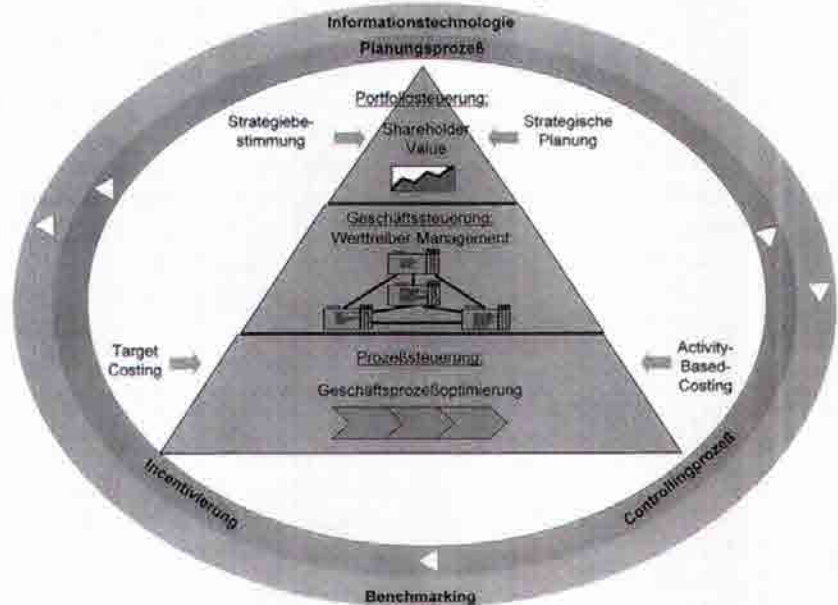 Informationstechnologie
Planungsprozeß
Portfoliosteuerung:
Strategiebe-
stimmung
Shareholder
Value
Strategische
Planung
Geschäftssteuerung:
Werttreiber Management
Target
Costing
Prozeßsteuerung:
Geschäftsprozeßoptimierung
Activity-
Based-
Costing
Incentivierung
Controllingprozeß
Benchmarking